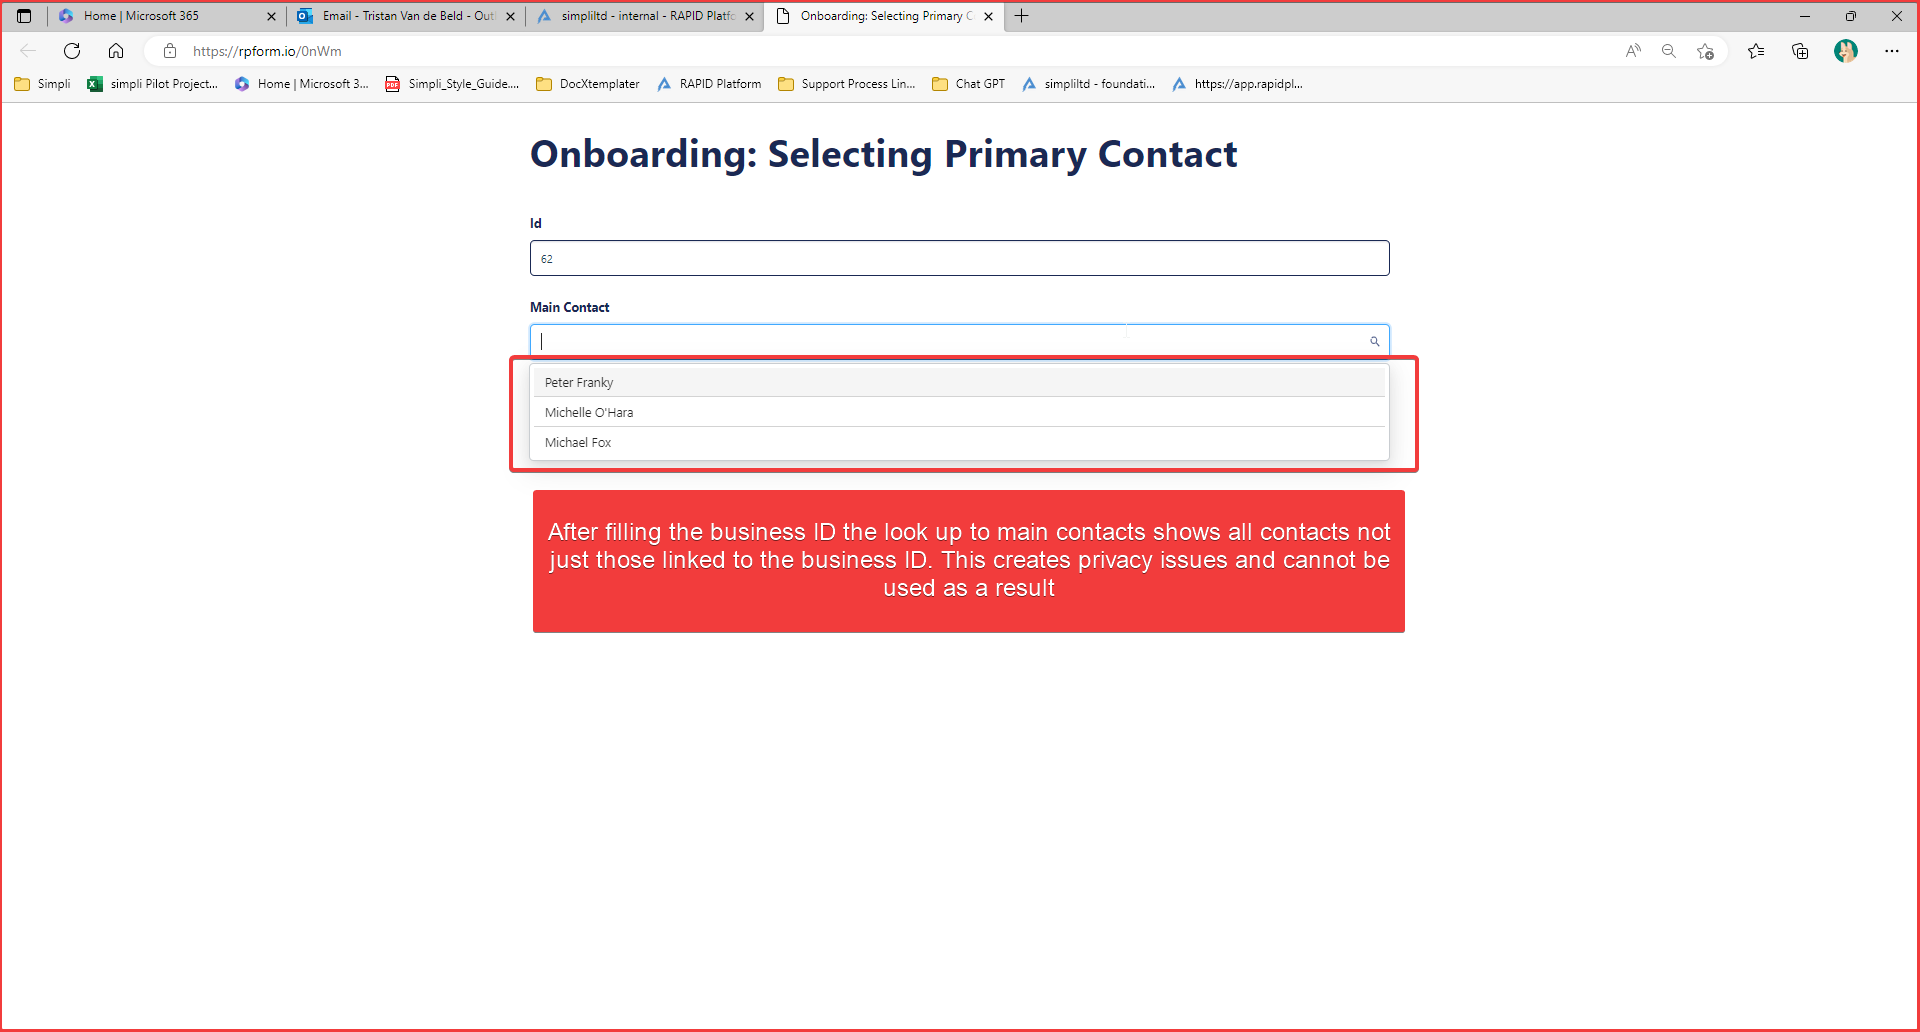 Home | Microsoft 365
Email - Tristan Van de Beld - Out
simpliltd - internal - RAPID Platfo
Onboarding: Selecting Primary C
https://rpform.io/0nWm
Simpli
simpli Pilot Project...
Home | Microsoft 3...
Simpli_Style_Guide....
DocXtemplater
RAPID Platform
Support Process Lin...
Chat GPT
simpliltd - foundati...
https://app.rapidpl...
Onboarding: Selecting Primary Contact
Id
62
Main Contact
Peter Franky
Michelle O'Hara
Michael Fox
After filling the business ID the look up to main contacts shows all contacts not
just those linked to the business ID. This creates privacy issues and cannot be
used as a result